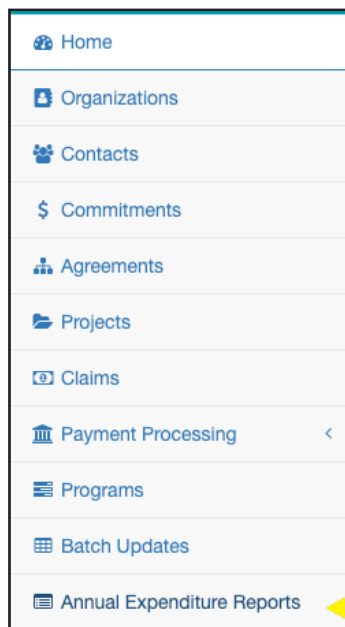 Home
Organizations
Contacts
Commitments
Agreements
Projects
Claims
Payment Processing
Programs
Batch Updates
Annual Expenditure Reports